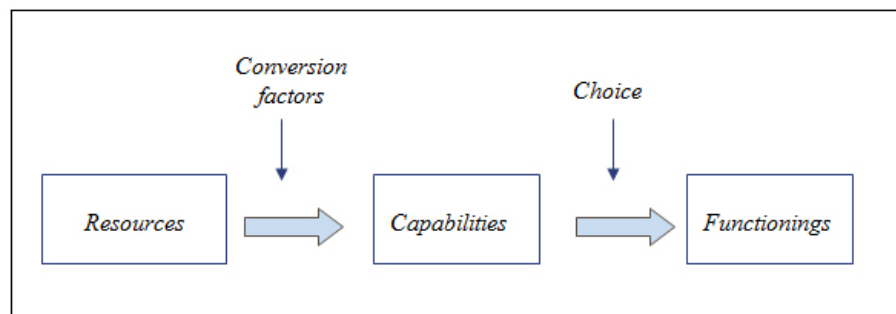 Conversion
factors
Choice
Resources
Capabilities
Functionings